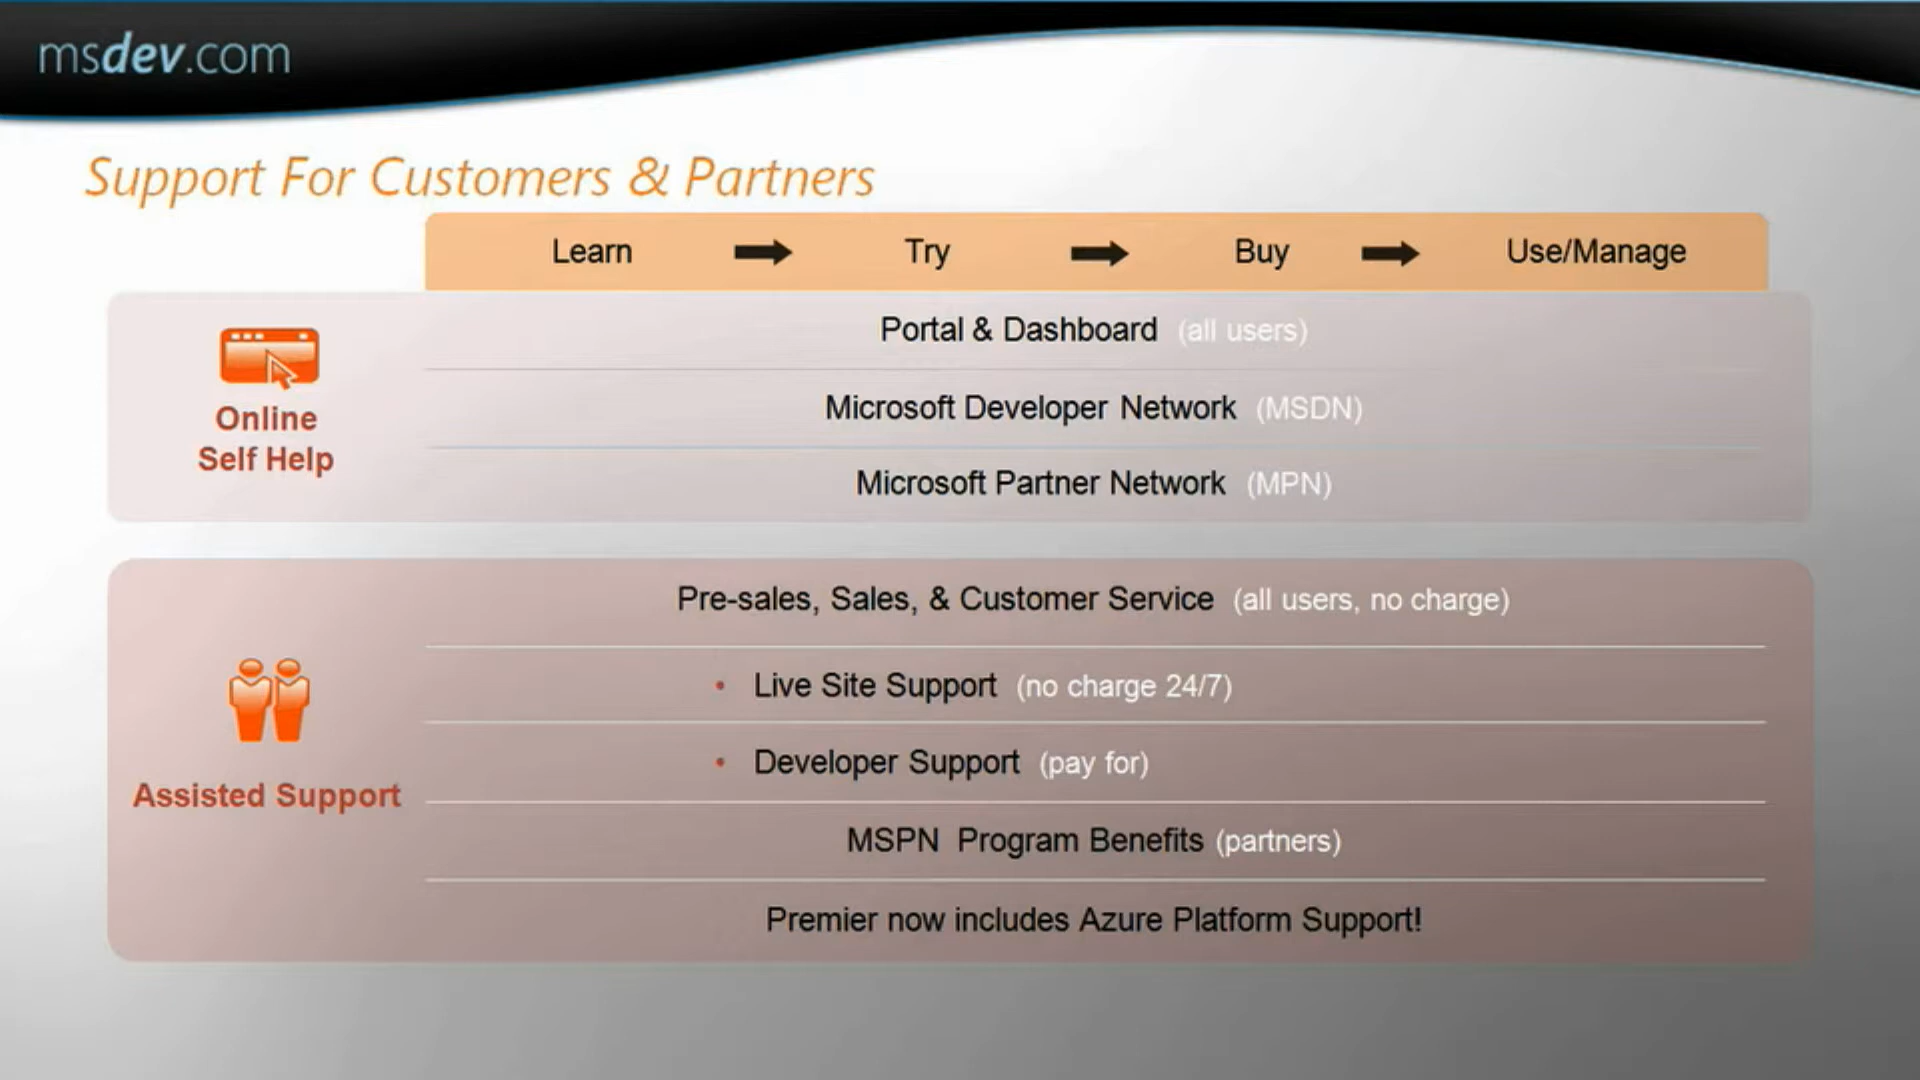 msdev.com
Support For Customers & Partners
Learn Try Buy Use/Manage
Online
Self Help
Portal & Dashboard (all users)
Microsoft Developer Network (MSDN)
Microsoft Partner Network (MPN)
Assisted Support
Pre-sales, Sales, & Customer Service (all users, no charge)
• Live Site Support (no charge 24/7)
• Developer Support (pay for)
MSPN Program Benefits (partners)
Premier now includes Azure Platform Support!